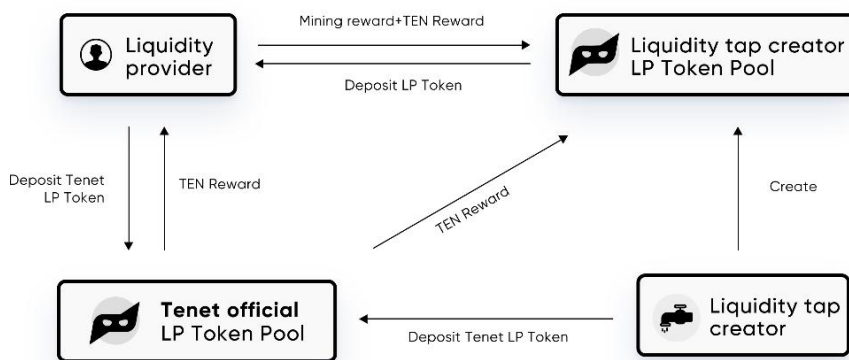 Mining reward+TEN Reward
Liquidity
provider
Liquidity tap creator
LP Token Pool
Deposit LP Token
Deposit Tenet
LP Token
TEN Reward
TEN Reward
Create
Tenet official
LP Token Pool
Deposit Tenet LP Token
Liquidity tap
creator